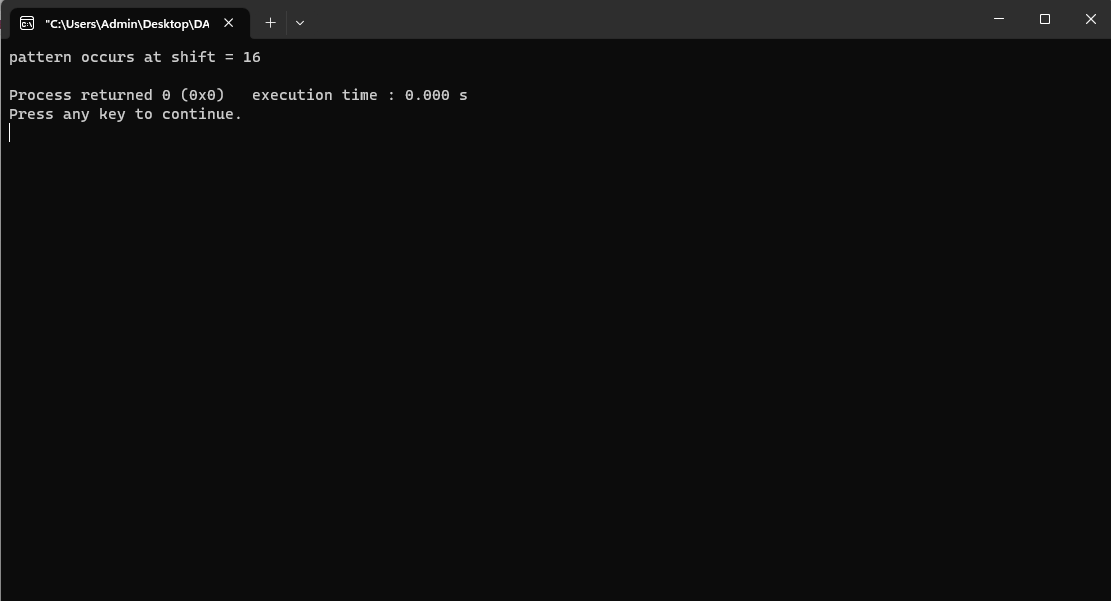 "C:\Users\Admin\Desktop\DA
pattern occurs at shift = 16
Process returned 0 (0x0)   execution time : 0.000 s
Press any key to continue.